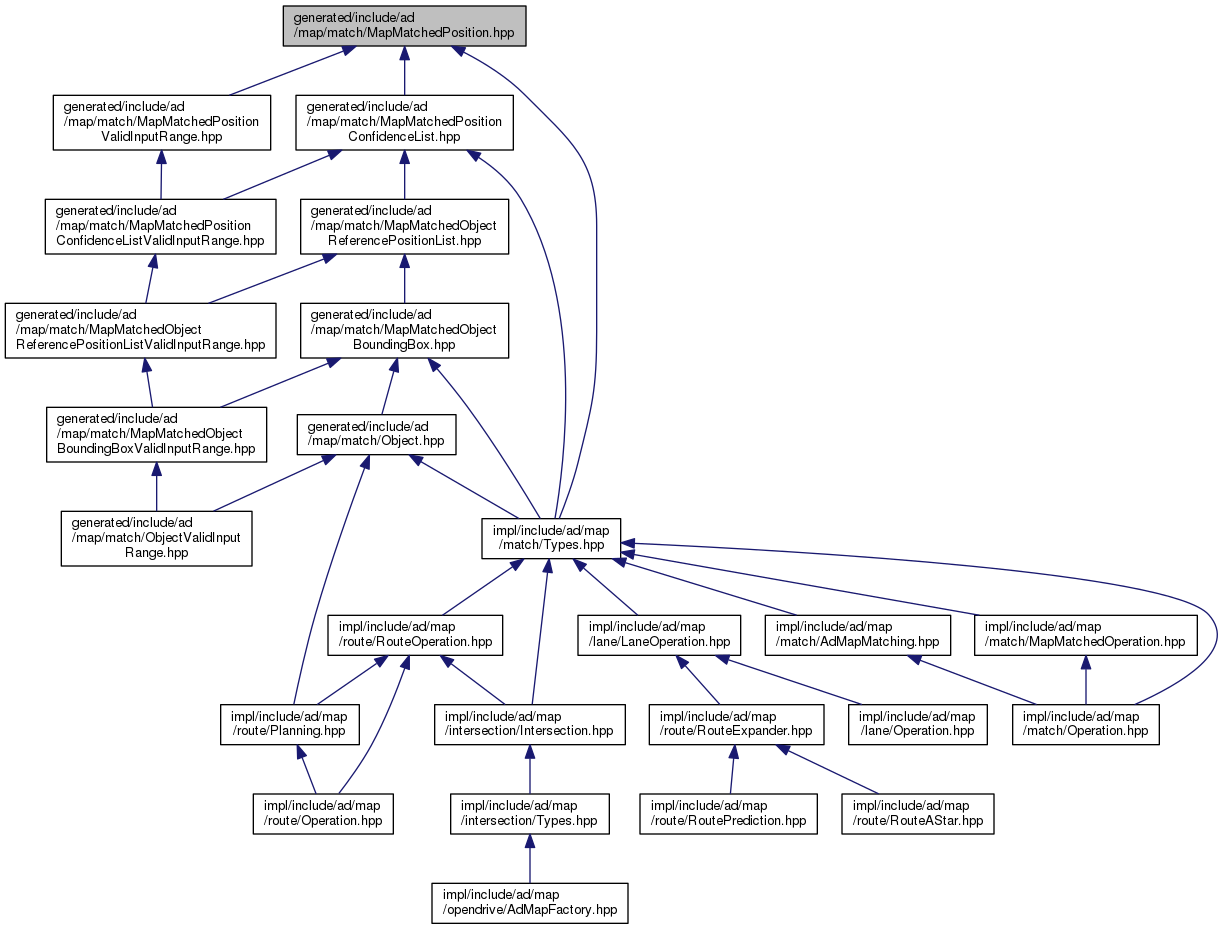 generated/include/ad
/map/match/MapMatchedPosition.hpp
generated/include/ad
/map/match/MapMatchedPosition
ValidInputRange.hpp
generated/include/ad
/map/match/MapMatchedPosition
ConfidenceList.hpp
generated/include/ad
/map/match/MapMatchedPosition
ConfidenceListValidInputRange.hpp
generated/include/ad
/map/match/MapMatchedObject
ReferencePositionList.hpp
generated/include/ad
/map/match/MapMatchedObject
ReferencePositionListValidInputRange.hpp
generated/include/ad
/map/match/MapMatchedObject
BoundingBox.hpp
generated/include/ad
/map/match/MapMatchedObject
BoundingBoxValidInputRange.hpp
generated/include/ad
/map/match/Object.hpp
generated/include/ad
/map/match/ObjectValidInput
Range.hpp
impl/include/ad/map
/match/Types.hpp
impl/include/ad/map
/route/RouteOperation.hpp
impl/include/ad/map
/lane/LaneOperation.hpp
impl/include/ad/map
/match/AdMapMatching.hpp
impl/include/ad/map
/match/MapMatchedOperation.hpp
impl/include/ad/map
/route/Planning.hpp
impl/include/ad/map
/intersection/Intersection.hpp
impl/include/ad/map
/route/RouteExpander.hpp
impl/include/ad/map
/lane/Operation.hpp
impl/include/ad/map
/match/Operation.hpp
impl/include/ad/map
/route/Operation.hpp
impl/include/ad/map
/intersection/Types.hpp
impl/include/ad/map
/route/RoutePrediction.hpp
impl/include/ad/map
/route/RouteAStar.hpp
impl/include/ad/map
/opendrive/AdMapFactory.hpp